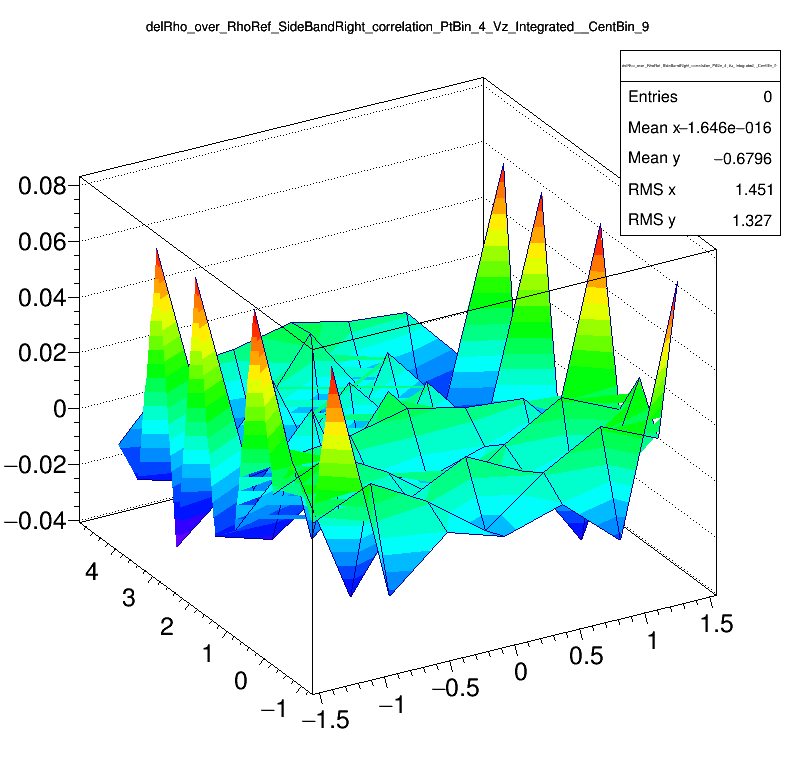 delRho_over_RhoRef_SideBandRight_correlation_PtBin_4_Vz_Integrated__CentBin_9
delRho_over_RhoRef_SideBandRight_correlation_PtBin_4_Vz_Integrated__CentBin_9
Entries 0
Mean x −1.646e−016
Mean y −0.6796
RMS x 1.451
RMS y 1.327
0.08
0.06
0.04
0.02
0
−0.02
−0.04
4
3
2
1
0
−1
−1.5
−1
−0.5
0
0.5
1
1.5